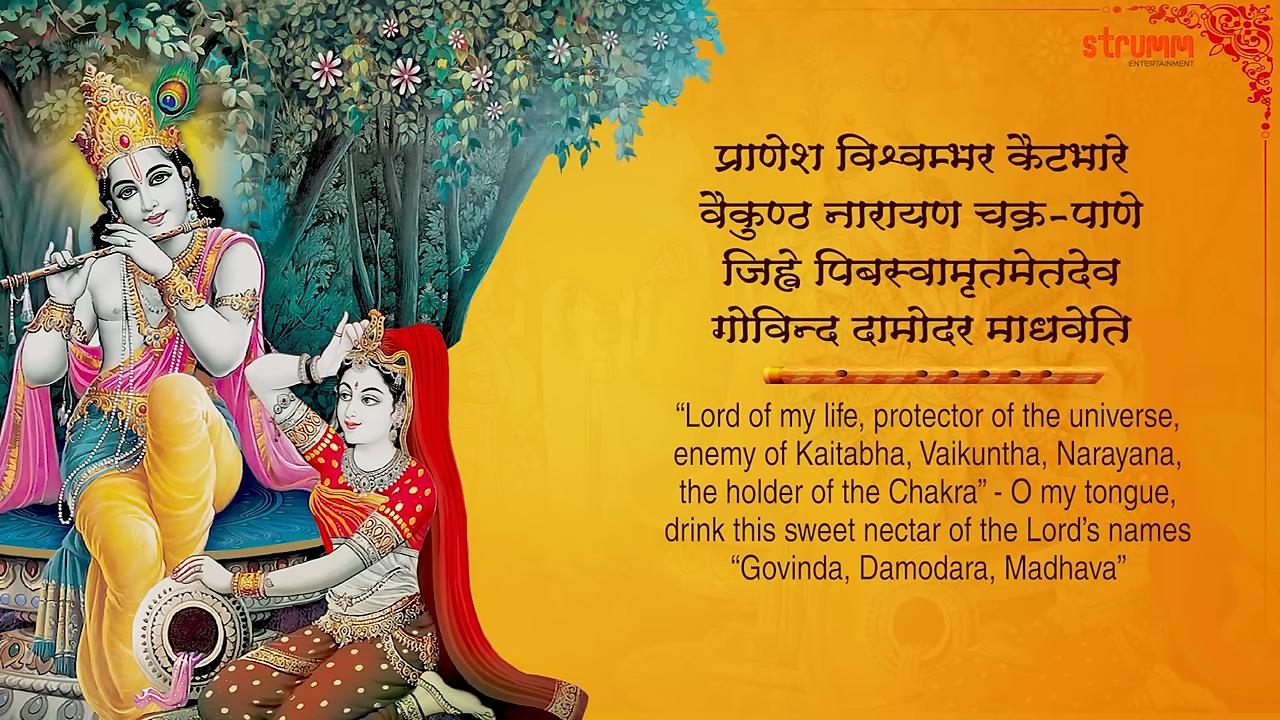 strumm
ENTERTAINMENT
प्राणेश विश्वम्भर कैटभारे
वैकुण्ठ नारायण चक्र-पाणे
जिह्वे पिबस्वामृतमेतदेव
गोविन्द दामोदर माधवेति
“Lord of my life, protector of the universe,
enemy of Kaitabha, Vaikuntha, Narayana,
the holder of the Chakra” - O my tongue,
drink this sweet nectar of the Lord’s names
“Govinda, Damodara, Madhava”